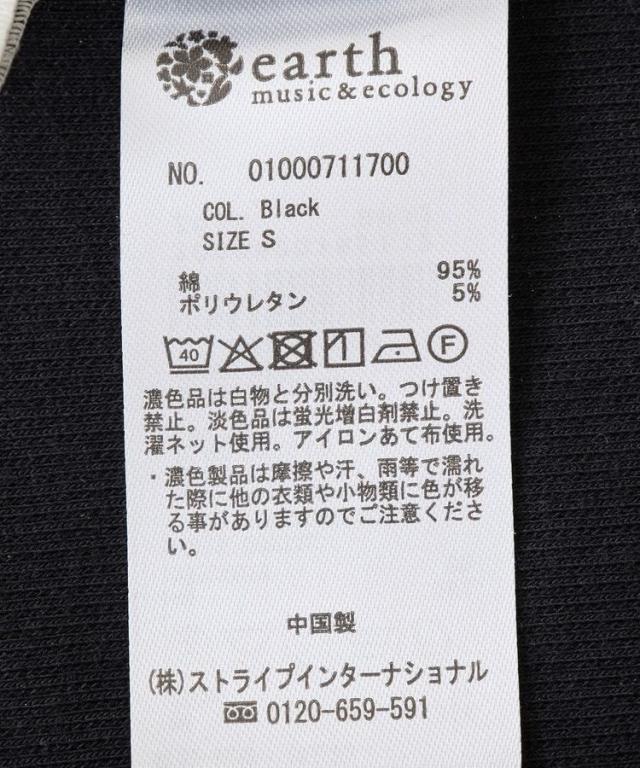 earth
music&ecology
NO. 01000711700
COL. Black
SIZE S
綿 95%
ポリウレタン 5%
40 F
濃色品は白物と分別洗い。つけ置き
禁止。淡色品は蛍光増白剤禁止。洗
濯ネット使用。アイロンあて布使用。
・濃色製品は摩擦や汗、雨等で濡れ
た際に他の衣類や小物類に色が移
る事がありますのでご注意くださ
い。
中国製
(株)ストライプインターナショナル
0120-659-591